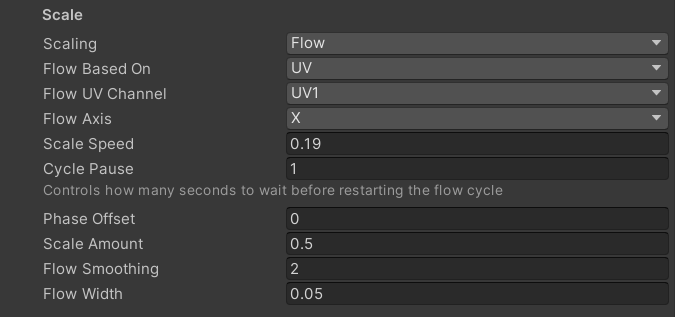 Scale
Scaling Flow
Flow Based On UV
Flow UV Channel UV1
Flow Axis X
Scale Speed 0.19
Cycle Pause 1
Controls how many seconds to wait before restarting the flow cycle
Phase Offset 0
Scale Amount 0.5
Flow Smoothing 2
Flow Width 0.05